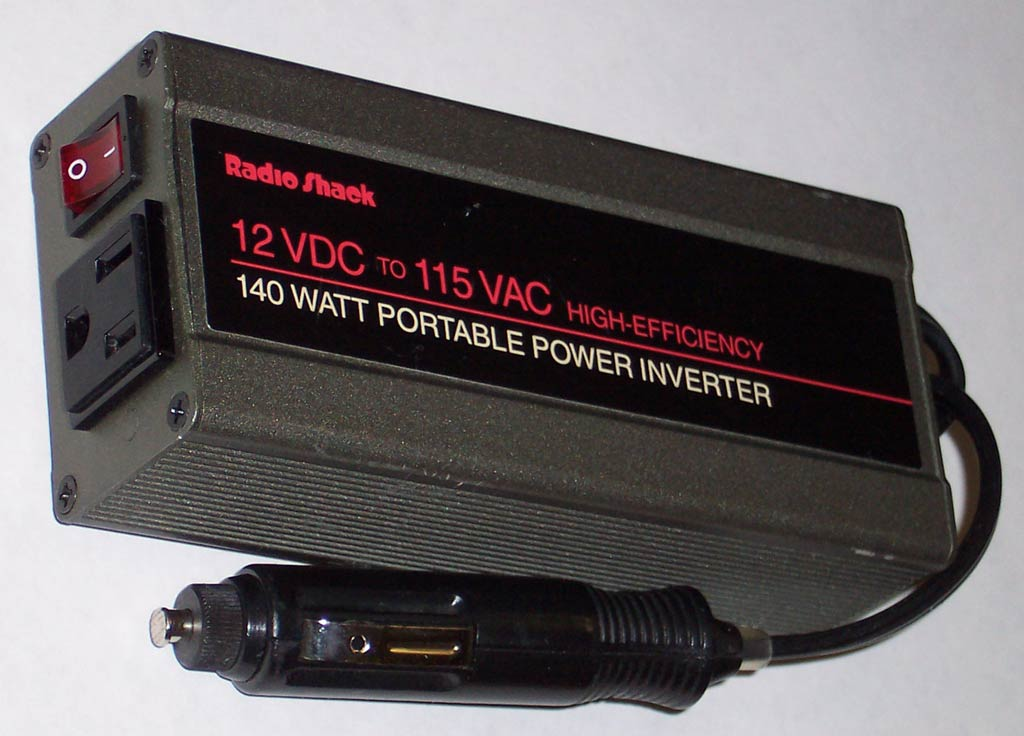 Radio Shack
12 VDC TO 115 VAC HIGH-EFFICIENCY
140 WATT PORTABLE POWER INVERTER